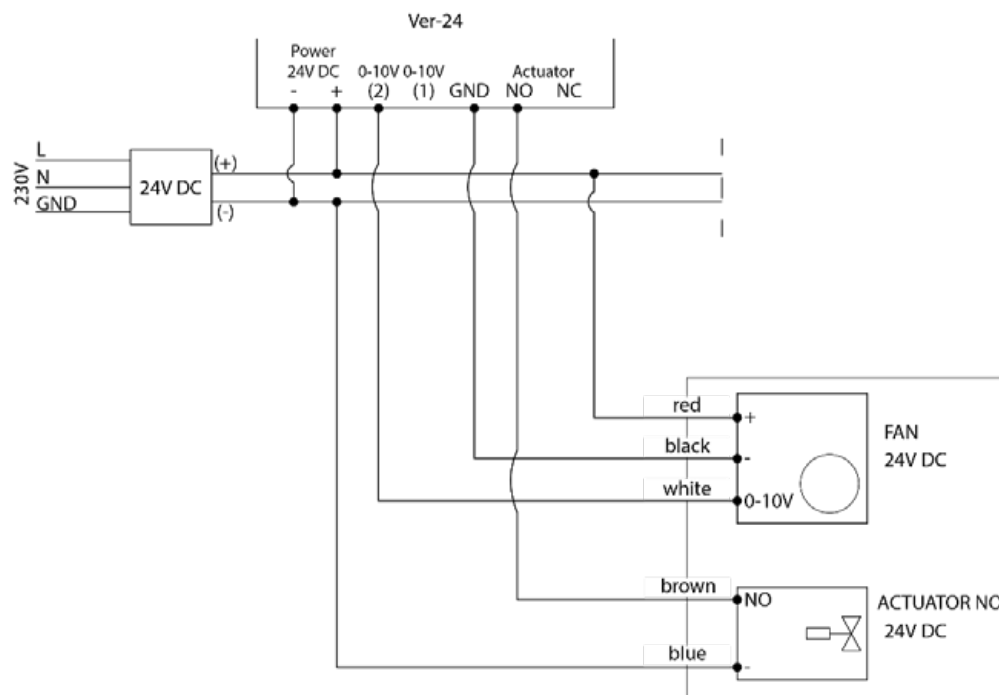 Ver-24
Power
24V DC
0-10V 0-10V
Actuator
- + (2) (1) GND NO NC
230V
L
N
GND
24V DC
(+)
(-)
red
+
black
-
white
0-10V
FAN
24V DC
brown
NO
blue
-
ACTUATOR NO
24V DC